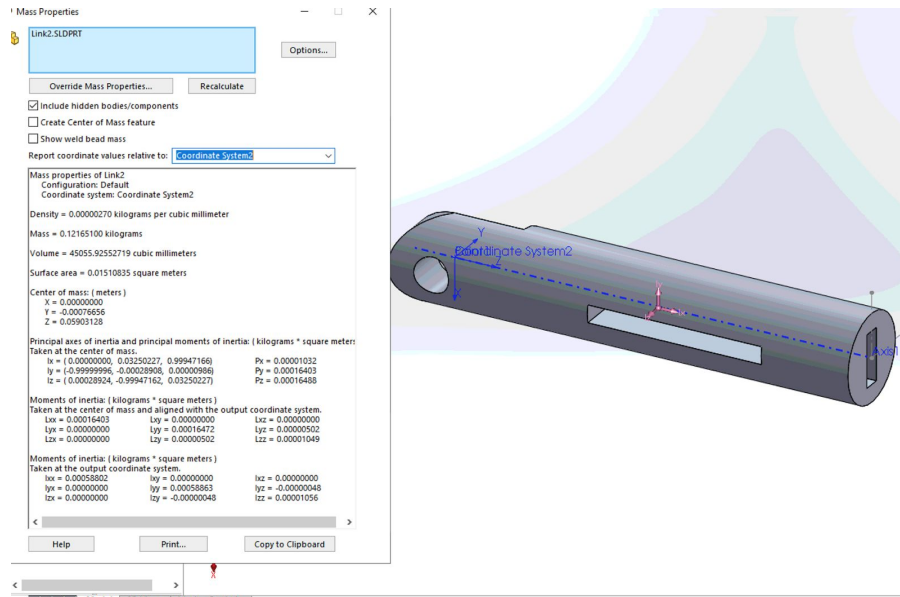 Mass Properties
Link2.SLDPRT
Options...
Override Mass Properties...
Recalculate
Include hidden bodies/components
Create Center of Mass feature
Show weld bead mass
Report coordinate values relative to:
Coordinate System2
Mass properties of Link2
Configuration: Default
Coordinate system: Coordinate System2
Density = 0.00000270 kilograms per cubic millimeter
Mass = 0.12165100 kilograms
Volume = 45055.92552719 cubic millimeters
Surface area = 0.01510835 square meters
Center of mass: ( meters )
X = 0.00000000
Y = -0.00076656
Z = 0.05903128
Principal axes of inertia and principal moments of inertia: ( kilograms * square meters
Taken at the center of mass.
Ix = ( 0.00000000, 0.03250227, 0.99947166) Px = 0.00001032
Iy = (-0.99999996, -0.00028908, 0.00000986) Py = 0.00016403
Iz = ( 0.00028924, -0.99947162, 0.03250227) Pz = 0.00016488
Moments of inertia: ( kilograms * square meters )
Taken at the center of mass and aligned with the output coordinate system.
Lxx = 0.00016403 Lxy = 0.00000000 Lxz = 0.00000000
Lyx = 0.00000000 Lyy = 0.00016472 Lyz = 0.00000502
Lzx = 0.00000000 Lzy = 0.00000502 Lzz = 0.00001049
Moments of inertia: ( kilograms * square meters )
Taken at the output coordinate system.
Ixx = 0.00058802 Ixy = 0.00000000 Ixz = 0.00000000
Iyx = 0.00000000 Iyy = 0.00058863 Iyz = -0.00000048
Izx = 0.00000000 Izy = -0.00000048 Izz = 0.00001056
Help
Print...
Copy to Clipboard
Y
Coordinate System2
Z
X
Axis1
X